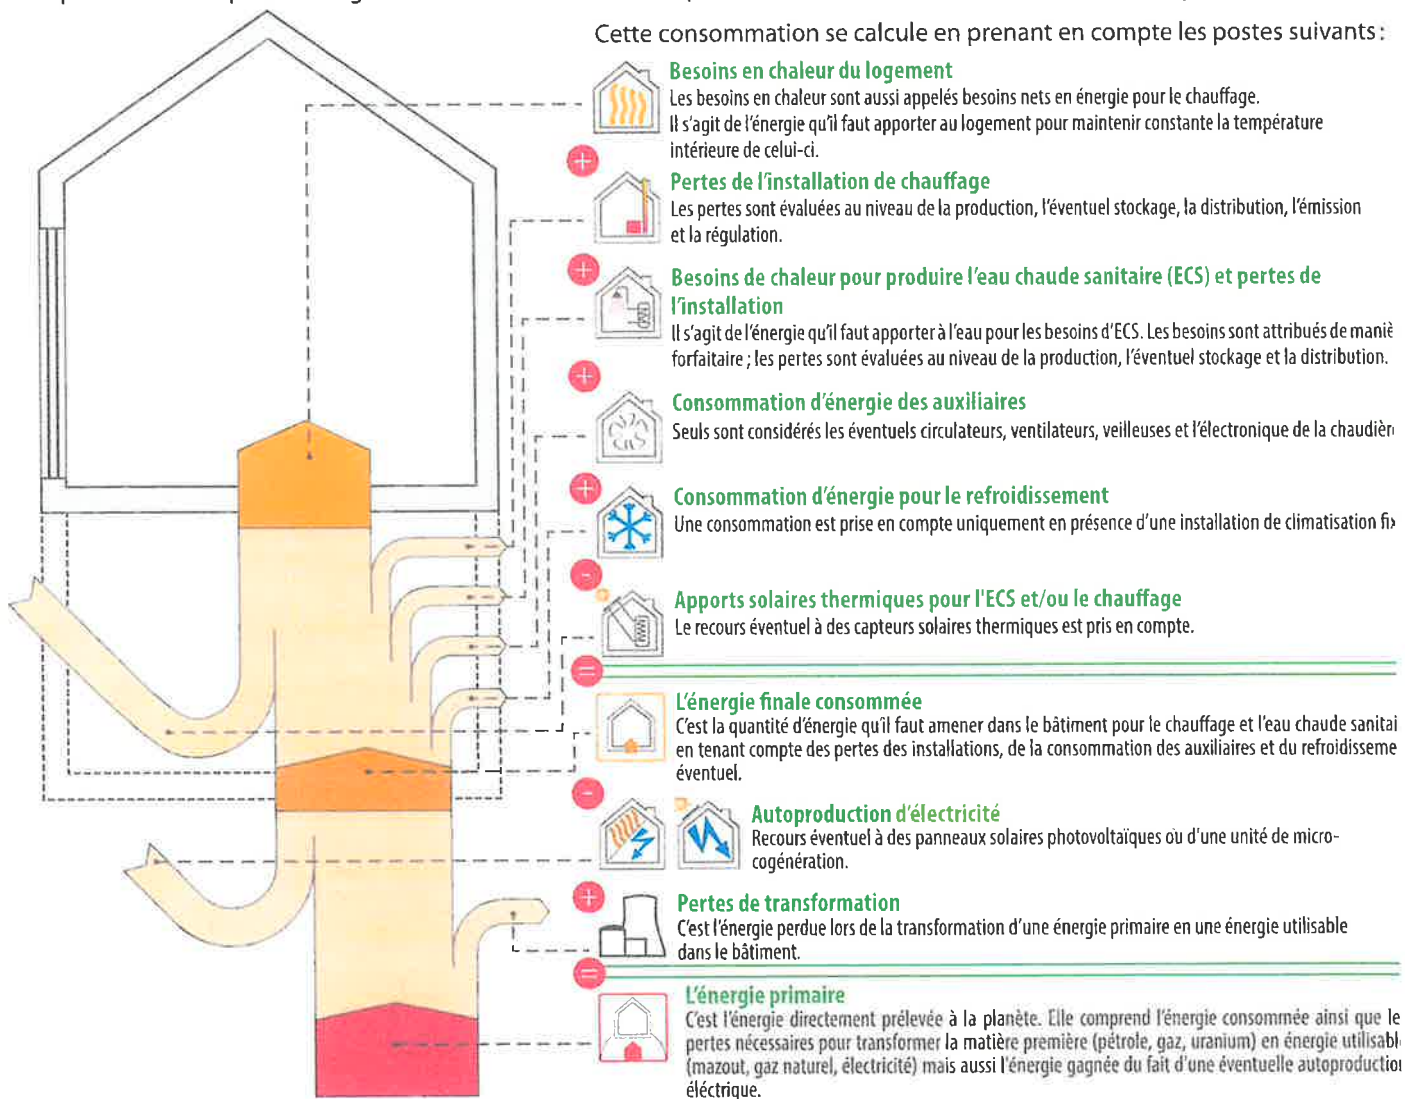 Cette consommation se calcule en prenant en compte les postes suivants :
Besoins en chaleur du logement
Les besoins en chaleur sont aussi appelés besoins nets en énergie pour le chauffage.
Il s'agit de l'énergie qu'il faut apporter au logement pour maintenir constante la température
intérieure de celui-ci.
+
Pertes de l'installation de chauffage
Les pertes sont évaluées au niveau de la production, l'éventuel stockage, la distribution, l'émission
et la régulation.
+
Besoins de chaleur pour produire l'eau chaude sanitaire (ECS) et pertes de
l'installation
Il s'agit de l'énergie qu'il faut apporter à l'eau pour les besoins d'ECS. Les besoins sont attribués de maniè
forfaitaire ; les pertes sont évaluées au niveau de la production, l'éventuel stockage et la distribution.
+
Consommation d'énergie des auxiliaires
Seuls sont considérés les éventuels circulateurs, ventilateurs, veilleuses et l'électronique de la chaudièr
+
Consommation d'énergie pour le refroidissement
Une consommation est prise en compte uniquement en présence d'une installation de climatisation fix
-
Apports solaires thermiques pour l'ECS et/ou le chauffage
Le recours éventuel à des capteurs solaires thermiques est pris en compte.
=
L'énergie finale consommée
C'est la quantité d'énergie qu'il faut amener dans le bâtiment pour le chauffage et l'eau chaude sanitai
en tenant compte des pertes des installations, de la consommation des auxiliaires et du refroidisseme
éventuel.
-
Autoproduction d'électricité
Recours éventuel à des panneaux solaires photovoltaïques ou d'une unité de micro-
cogénération.
+
Pertes de transformation
C'est l'énergie perdue lors de la transformation d'une énergie primaire en une énergie utilisable
dans le bâtiment.
=
L'énergie primaire
C'est l'énergie directement prélevée à la planète. Elle comprend l'énergie consommée ainsi que le
pertes nécessaires pour transformer la matière première (pétrole, gaz, uranium) en énergie utilisabl
(mazout, gaz naturel, électricité) mais aussi l'énergie gagnée du fait d'une éventuelle autoproduction
éléctrique.